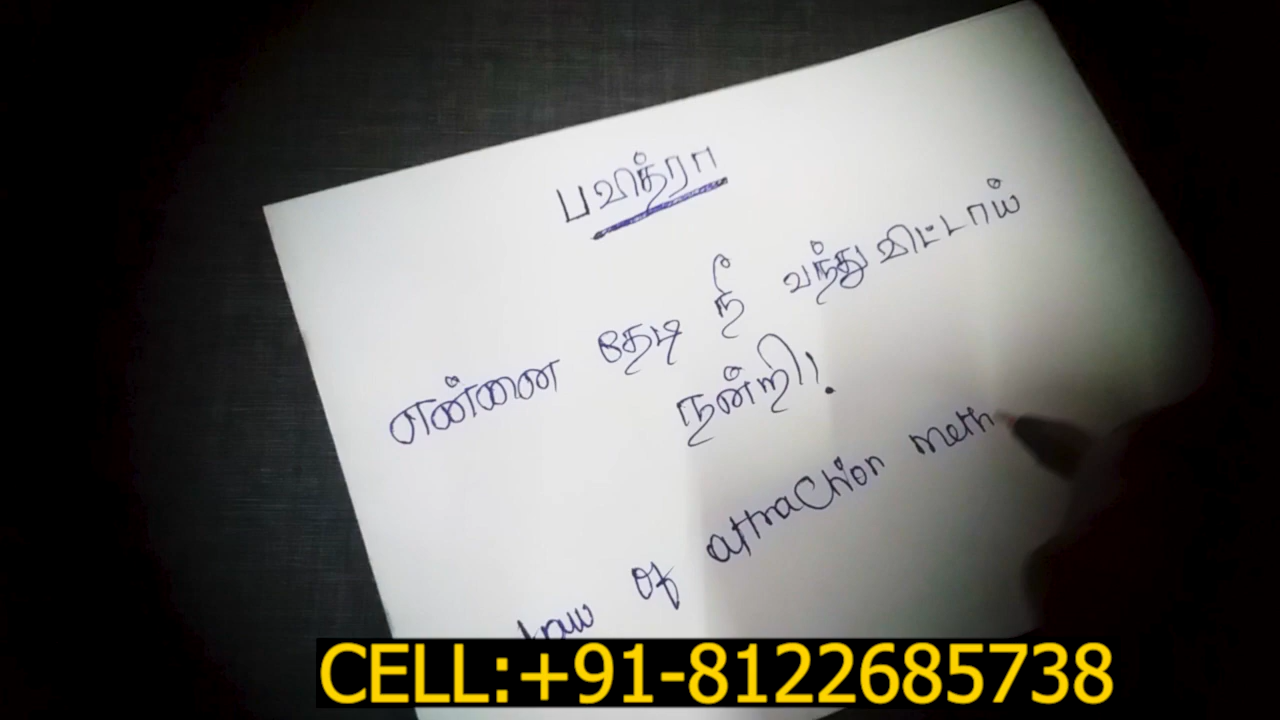 பவித்ரா
என்னை தேடி நீ வந்து விட்டாய்
நன்றி!!
law of attraction meth
CELL:+91-8122685738